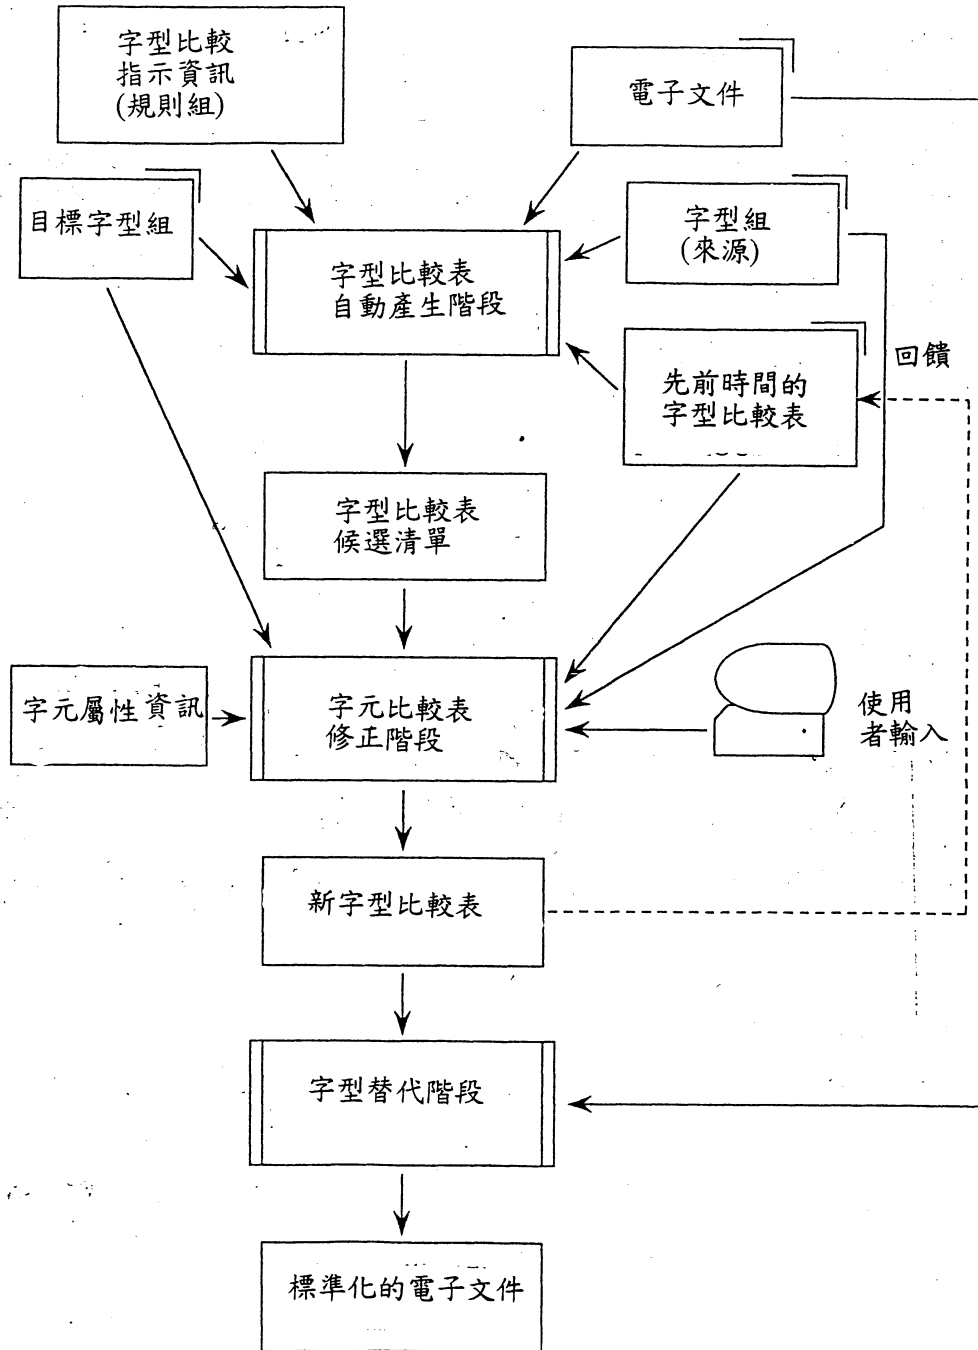 字型比較
指示資訊
(規則組)
電子文件
目標字型組
字型組
(來源)
字型比較表
自動產生階段
先前時間的
字型比較表
回饋
字型比較表
候選清單
字元屬性資訊
字元比較表
修正階段
使用
者輸入
新字型比較表
字型替代階段
標準化的電子文件